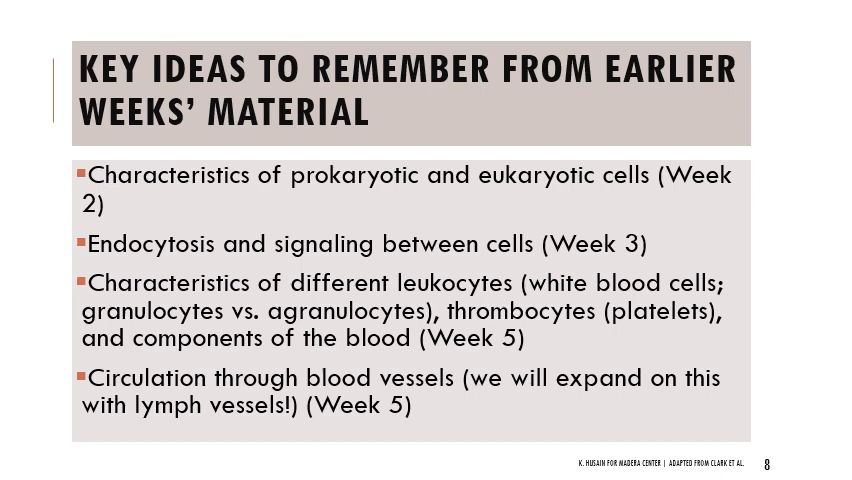 KEY IDEAS TO REMEMBER FROM EARLIER
WEEKS’ MATERIAL
▪Characteristics of prokaryotic and eukaryotic cells (Week
2)
▪Endocytosis and signaling between cells (Week 3)
▪Characteristics of different leukocytes (white blood cells;
granulocytes vs. agranulocytes), thrombocytes (platelets),
and components of the blood (Week 5)
▪Circulation through blood vessels (we will expand on this
with lymph vessels!) (Week 5)
K. HUSAIN FOR MADERA CENTER | ADAPTED FROM CLARK ET AL.
8